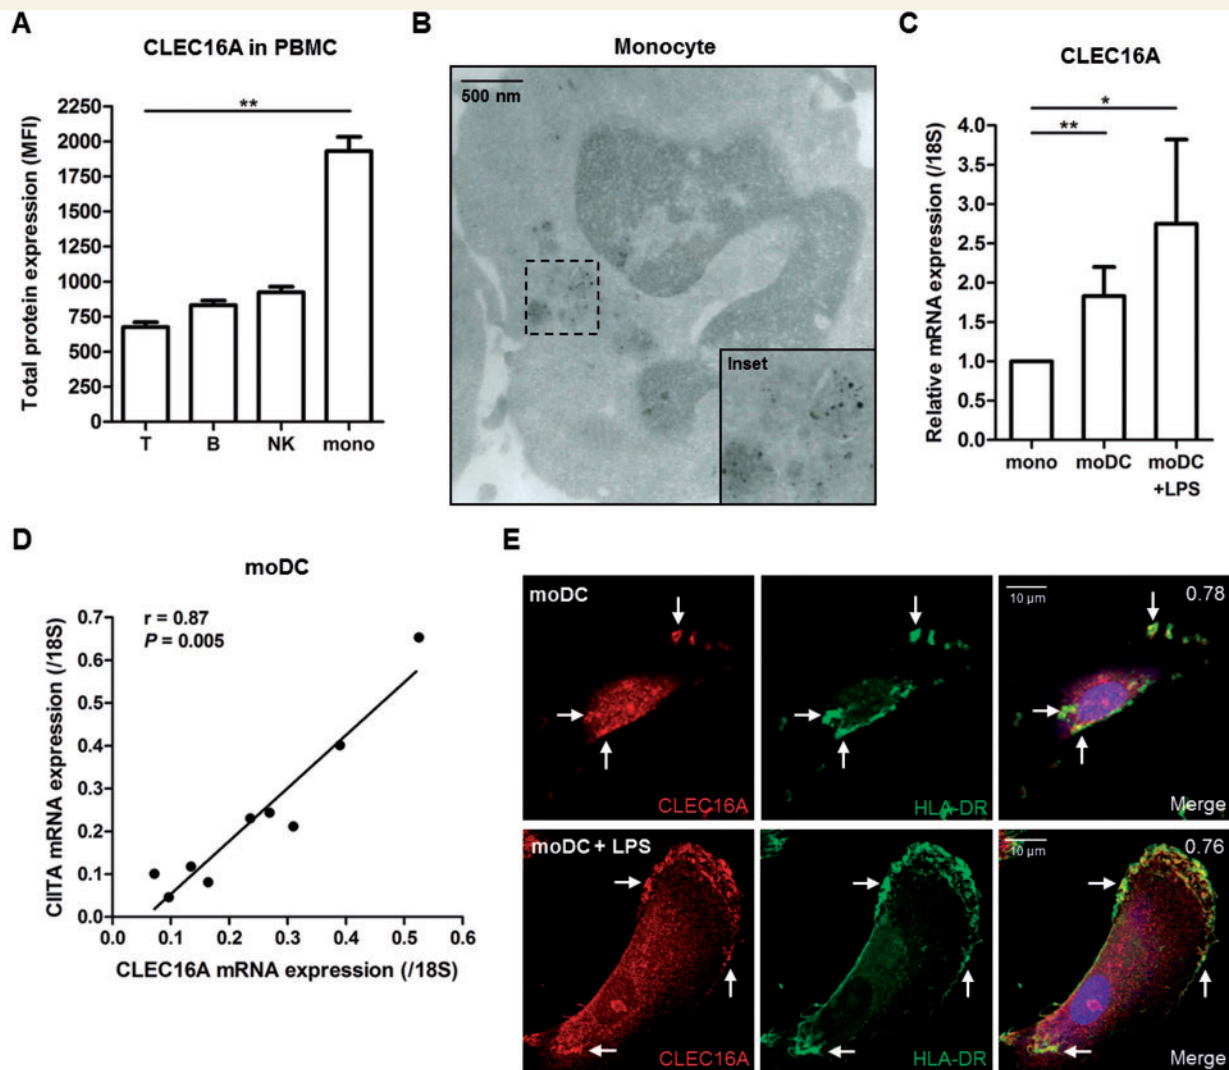 A
CLEC16A in PBMC
Total protein expression (MFI)
2250
2000
1750
1500
1250
1000
750
500
250
0
**
T B NK mono
B
Monocyte
500 nm
Inset
C
CLEC16A
Relative mRNA expression (/18S)
4.0
3.5
3.0
2.5
2.0
1.5
1.0
0.5
0.0
*
**
mono moDC moDC
+LPS
D
moDC
r = 0.87
P = 0.005
CIITA mRNA expression (/18S)
0.7
0.6
0.5
0.4
0.3
0.2
0.1
0.0
0.0 0.1 0.2 0.3 0.4 0.5 0.6
CLEC16A mRNA expression (/18S)
E
moDC
CLEC16A
HLA-DR
10 µm
0.78
Merge
moDC + LPS
CLEC16A
HLA-DR
10 µm
0.76
Merge